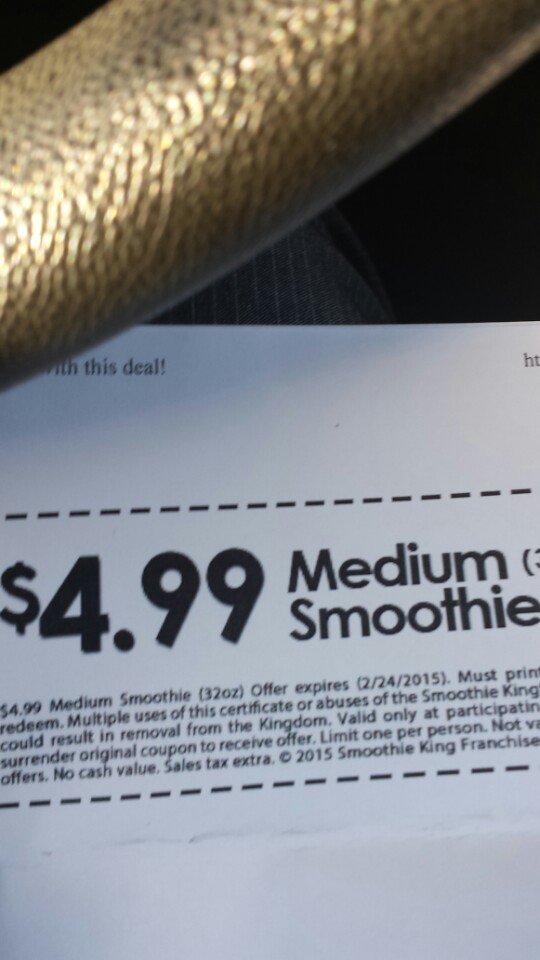 with this deal!
ht
$4.99 Medium (3
Smoothie
$4.99 Medium Smoothie (32oz) Offer expires (2/24/2015). Must print
redeem. Multiple uses of this certificate or abuses of the Smoothie King
could result in removal from the Kingdom. Valid only at participatin
surrender original coupon to receive offer. Limit one per person. Not va
offers. No cash value. Sales tax extra. © 2015 Smoothie King Franchise